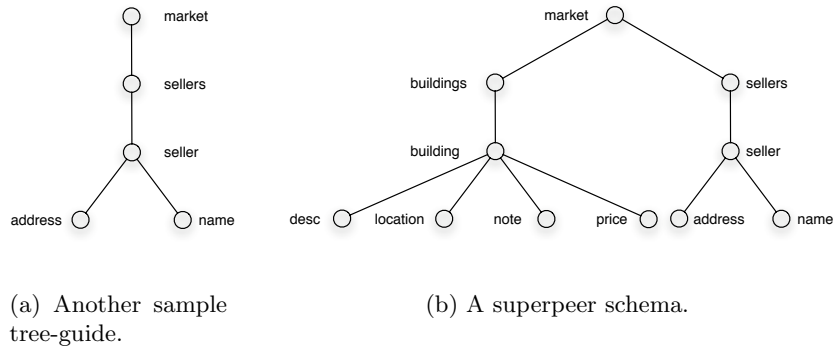 market
sellers
seller
address name
market
buildings sellers
building seller
desc location note price address name
(a) Another sample
tree-guide.
(b) A superpeer schema.